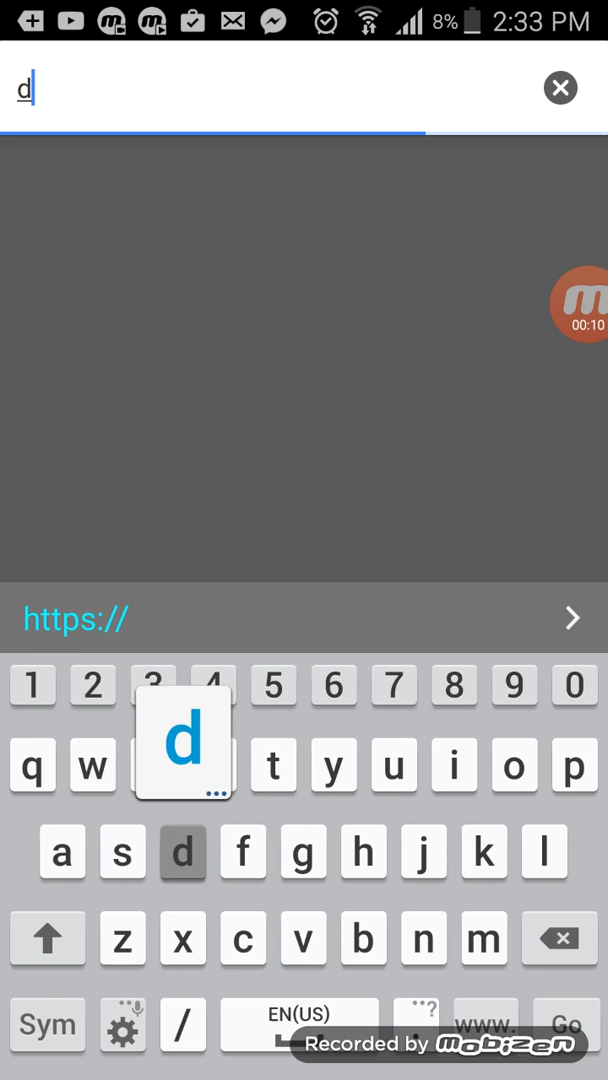 8% 2:33 PM
d
m
00:10
https://
1 2 3 4 5 6 7 8 9 0
d
q w t y u i o p
a s d f g h j k l
z x c v b n m
Sym / EN(US) ? www. Go
Recorded by mobizen